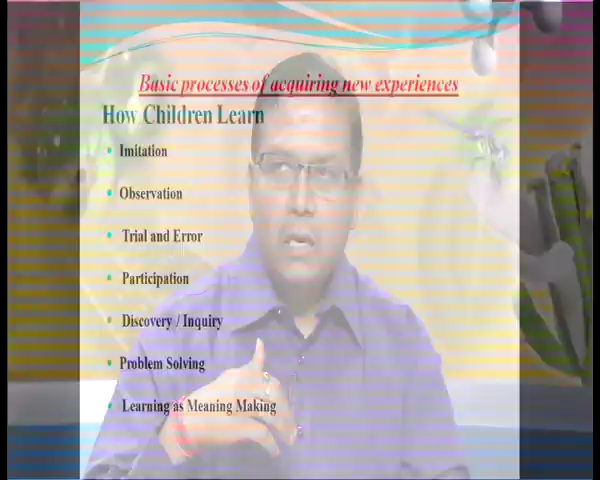 Basic processes of acquiring new experiences
How Children Learn
Imitation
Observation
Trial and Error
Participation
Discovery / Inquiry
Problem Solving
Learning as Meaning Making